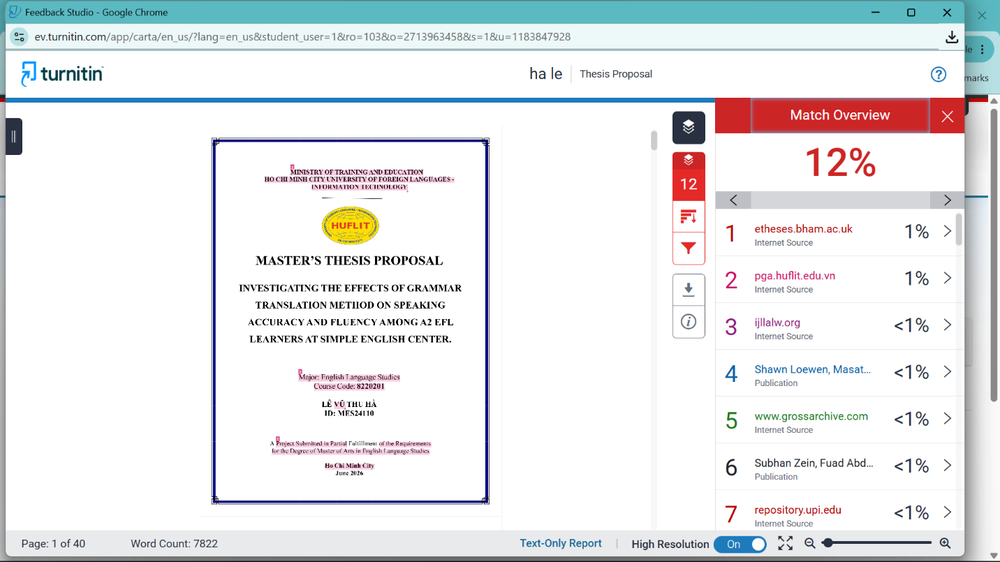 Feedback Studio - Google Chrome
ev.turnitin.com/app/carta/en_us/?lang=en_us&student_user=1&ro=103&o=2713963458&s=1&u=1183847928
le
marks
turnitin
ha le
Thesis Proposal
?
Match Overview
12%
12
1
etheses.bham.ac.uk
Internet Source
1%
2
pga.huflit.edu.vn
Internet Source
1%
3
ijllalw.org
Internet Source
<1%
4
Shawn Loewen, Masat...
Publication
<1%
5
www.grossarchive.com
Internet Source
<1%
6
Subhan Zein, Fuad Abd...
Publication
<1%
7
repository.upi.edu
Internet Source
<1%
2
MINISTRY OF TRAINING AND EDUCATION
HO CHI MINH CITY UNIVERSITY OF FOREIGN LANGUAGES -
INFORMATION TECHNOLOGY
HUFLIT
MASTER'S THESIS PROPOSAL
INVESTIGATING THE EFFECTS OF GRAMMAR
TRANSLATION METHOD ON SPEAKING
ACCURACY AND FLUENCY AMONG A2 EFL
LEARNERS AT SIMPLE ENGLISH CENTER.
Major: English Language Studies
Course Code: 8220201
LÊ VŨ THU HÀ
ID: MES24110
2
A Project Submitted in Partial Fulfillment of the Requirements
for the Degree of Master of Arts in English Language Studies
Ho Chi Minh City
June 2026
Page: 1 of 40
Word Count: 7822
Text-Only Report
High Resolution
On